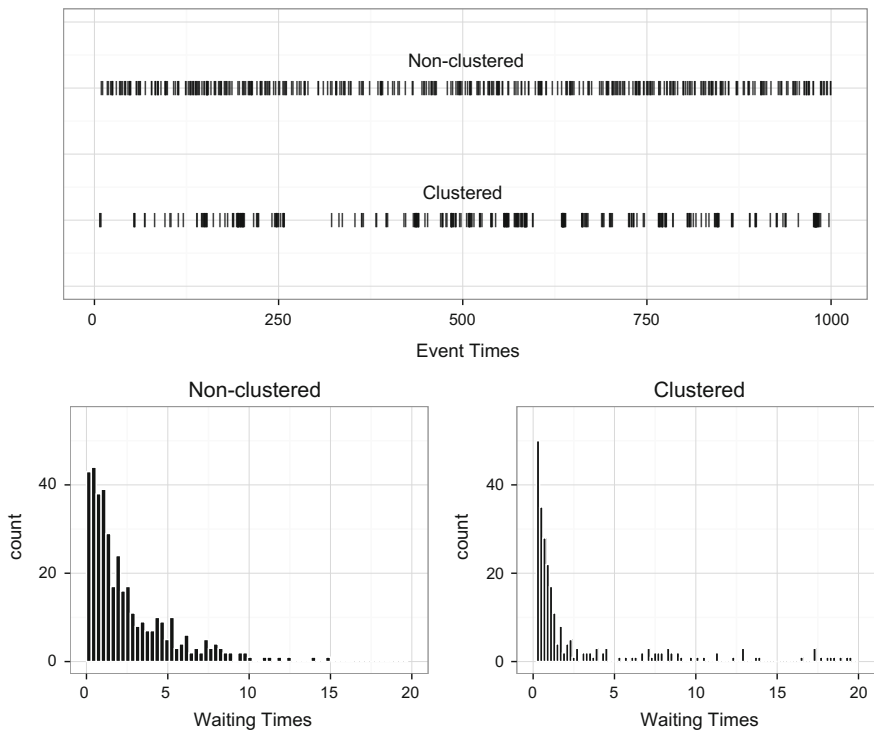 Non-clustered
Clustered
0 250 500 750 1000
Event Times
Non-clustered
count
40
20
0
0 5 10 15 20
Waiting Times
Clustered
count
40
20
0
0 5 10 15 20
Waiting Times